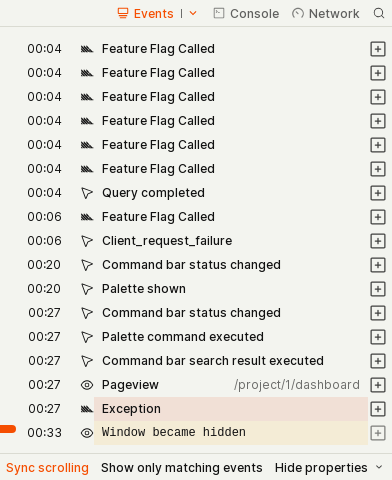 Events Console Network
00:04 Feature Flag Called
00:04 Feature Flag Called
00:04 Feature Flag Called
00:04 Feature Flag Called
00:04 Feature Flag Called
00:04 Feature Flag Called
00:04 Query completed
00:06 Feature Flag Called
00:06 Client_request_failure
00:20 Command bar status changed
00:20 Palette shown
00:27 Command bar status changed
00:27 Palette command executed
00:27 Command bar search result executed
00:27 Pageview /project/1/dashboard
00:27 Exception
00:33 Window became hidden
Sync scrolling Show only matching events Hide properties